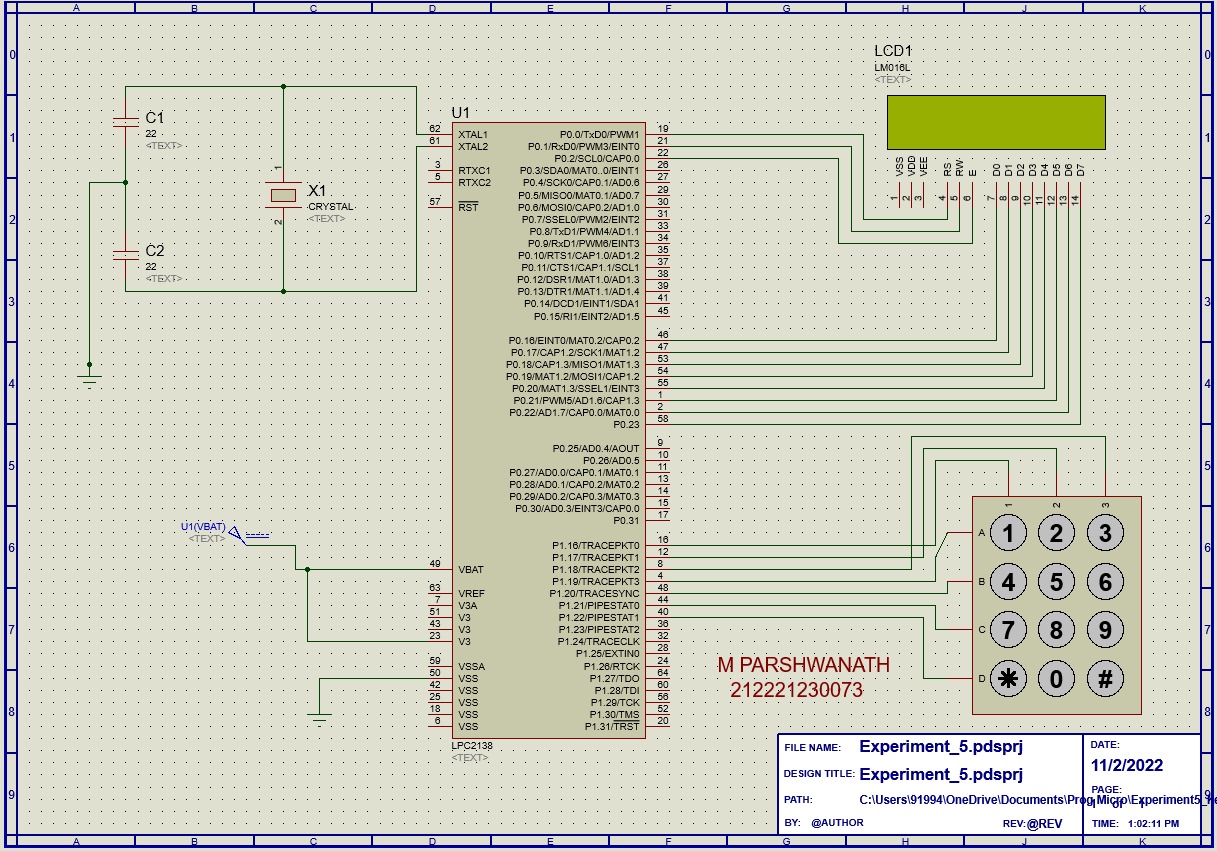 A B C D E F G H J K
0 1 2 3 4 5 6 7 8 9
LCD1
LM016L
<TEXT>
VSS VDD VEE RS RW E D0 D1 D2 D3 D4 D5 D6 D7
1 2 3 4 5 6 7 8 9 10 11 12 13 14
C1
22
<TEXT>
C2
22
<TEXT>
1
X1
CRYSTAL
<TEXT>
2
U1(VBAT)
<TEXT>
U1
62 XTAL1
61 XTAL2
3 RTXC1
5 RTXC2
57 RST
49 VBAT
63 VREF
7 V3A
51 V3
43 V3
23 V3
59 VSSA
50 VSS
42 VSS
25 VSS
18 VSS
6 VSS
P0.0/TxD0/PWM1 19
P0.1/RxD0/PWM3/EINT0 21
P0.2/SCL0/CAP0.0 22
P0.3/SDA0/MAT0..0/EINT1 26
P0.4/SCK0/CAP0.1/AD0.6 27
P0.5/MISO0/MAT0.1/AD0.7 29
P0.6/MOSI0/CAP0.2/AD1.0 30
P0.7/SSEL0/PWM2/EINT2 31
P0.8/TxD1/PWM4/AD1.1 33
P0.9/RxD1/PWM6/EINT3 34
P0.10/RTS1/CAP1.0/AD1.2 35
P0.11/CTS1/CAP1.1/SCL1 37
P0.12/DSR1/MAT1.0/AD1.3 38
P0.13/DTR1/MAT1.1/AD1.4 39
P0.14/DCD1/EINT1/SDA1 41
P0.15/RI1/EINT2/AD1.5 45
P0.16/EINT0/MAT0.2/CAP0.2 46
P0.17/CAP1.2/SCK1/MAT1.2 47
P0.18/CAP1.3/MISO1/MAT1.3 53
P0.19/MAT1.2/MOSI1/CAP1.2 54
P0.20/MAT1.3/SSEL1/EINT3 55
P0.21/PWM5/AD1.6/CAP1.3 1
P0.22/AD1.7/CAP0.0/MAT0.0 2
P0.23 58
P0.25/AD0.4/AOUT 9
P0.26/AD0.5 10
P0.27/AD0.0/CAP0.1/MAT0.1 11
P0.28/AD0.1/CAP0.2/MAT0.2 13
P0.29/AD0.2/CAP0.3/MAT0.3 14
P0.30/AD0.3/EINT3/CAP0.0 15
P0.31 17
P1.16/TRACEPKT0 16
P1.17/TRACEPKT1 12
P1.18/TRACEPKT2 8
P1.19/TRACEPKT3 4
P1.20/TRACESYNC 48
P1.21/PIPESTAT0 44
P1.22/PIPESTAT1 40
P1.23/PIPESTAT2 36
P1.24/TRACECLK 32
P1.25/EXTIN0 28
P1.26/RTCK 24
P1.27/TDO 64
P1.28/TDI 60
P1.29/TCK 56
P1.30/TMS 52
P1.31/TRST 20
LPC2138
<TEXT>
1 2 3
A 1 2 3
B 4 5 6
C 7 8 9
D * 0 #
M PARSHWANATH
212221230073
FILE NAME: Experiment_5.pdsprj
DESIGN TITLE: Experiment_5.pdsprj
PATH: C:\Users\91994\OneDrive\Documents\Prog Micro\Experiment5_
BY: @AUTHOR REV:@REV
DATE:
11/2/2022
PAGE:
TIME: 1:02:11 PM
A B C D E F G H J K
0 1 2 3 4 5 6 7 8 9